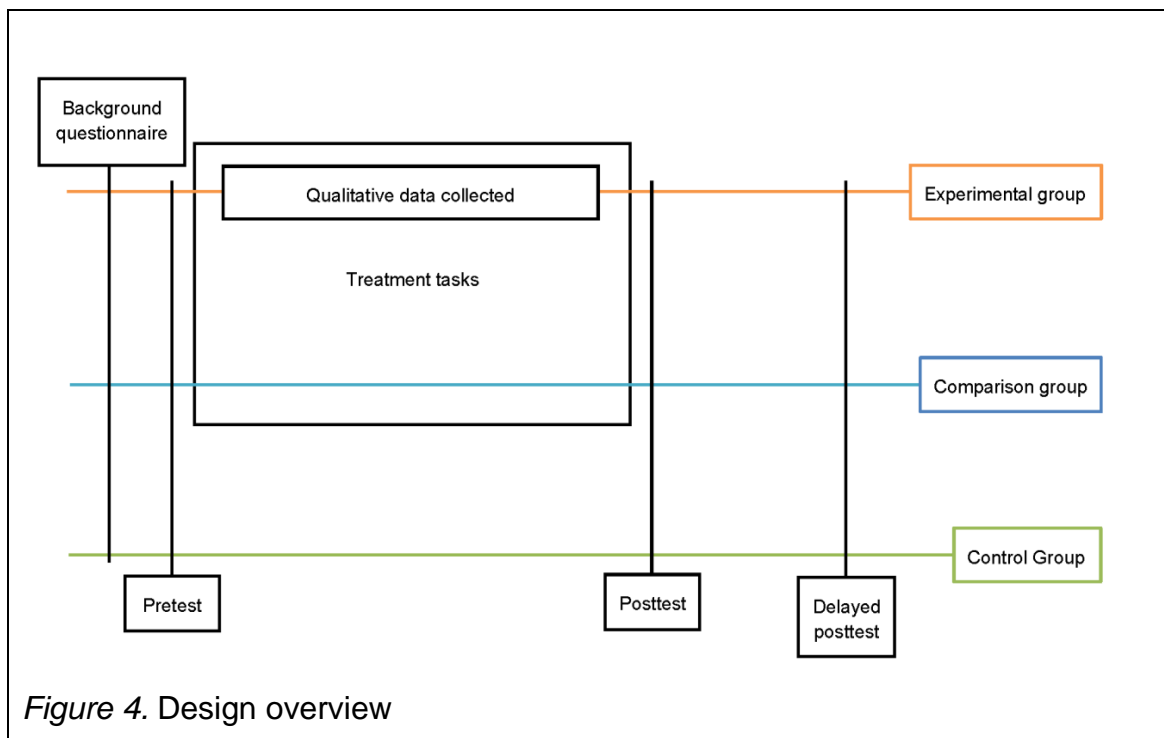 Background
questionnaire
Qualitative data collected
Experimental group
Treatment tasks
Comparison group
Control Group
Pretest
Posttest
Delayed
posttest
Figure 4. Design overview